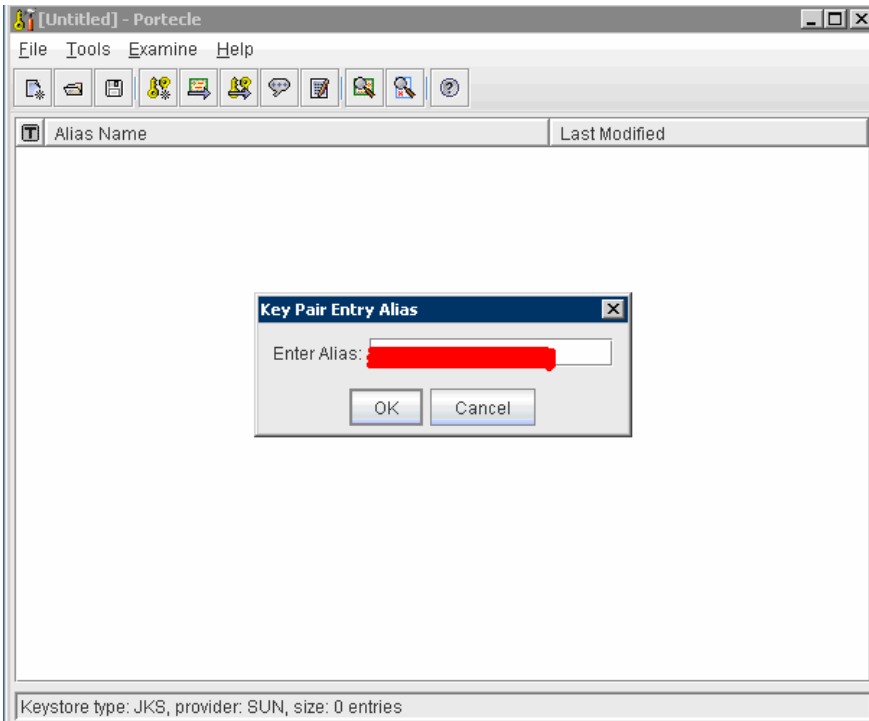 [Untitled] - Portecle
File Tools Examine Help
T Alias Name Last Modified
Key Pair Entry Alias
Enter Alias:
OK Cancel
Keystore type: JKS, provider: SUN, size: 0 entries